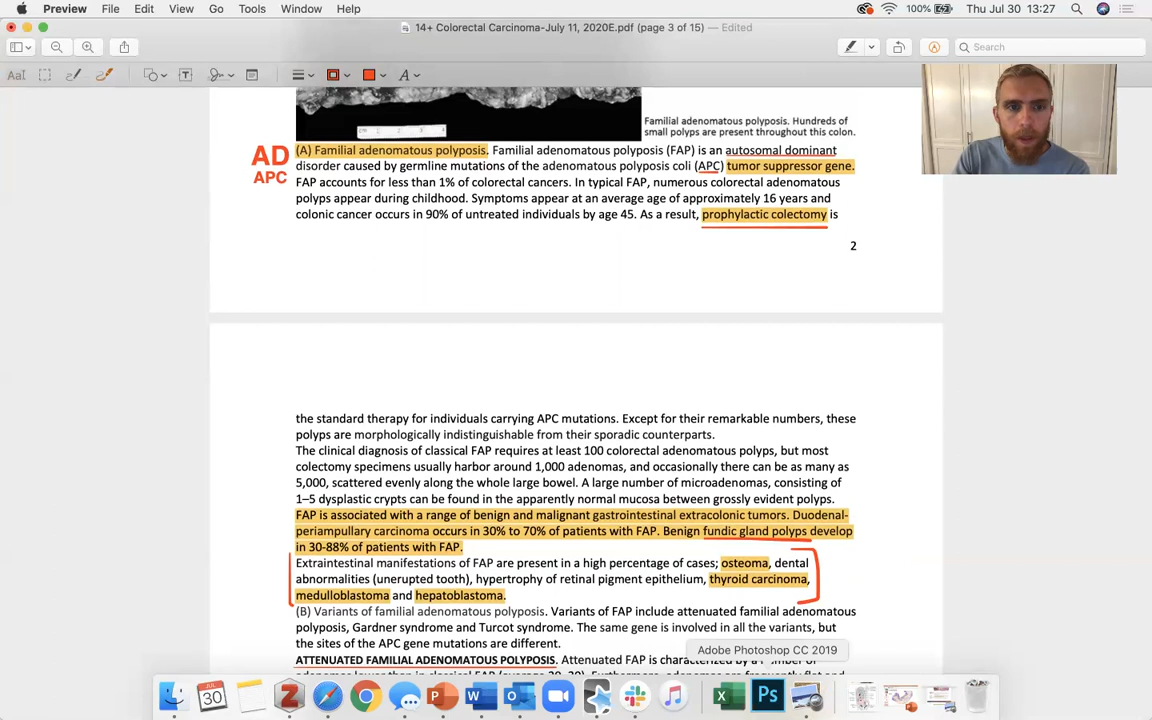 Preview File Edit View Go Tools Window Help 100% Thu Jul 30 13:27
14+ Colorectal Carcinoma-July 11, 2020E.pdf (page 3 of 15) — Edited
Search
Familial adenomatous polyposis. Hundreds of
small polyps are present throughout this colon.
AD
APC
(A) Familial adenomatous polyposis. Familial adenomatous polyposis (FAP) is an autosomal dominant
disorder caused by germline mutations of the adenomatous polyposis coli (APC) tumor suppressor gene.
FAP accounts for less than 1% of colorectal cancers. In typical FAP, numerous colorectal adenomatous
polyps appear during childhood. Symptoms appear at an average age of approximately 16 years and
colonic cancer occurs in 90% of untreated individuals by age 45. As a result, prophylactic colectomy is
2
the standard therapy for individuals carrying APC mutations. Except for their remarkable numbers, these
polyps are morphologically indistinguishable from their sporadic counterparts.
The clinical diagnosis of classical FAP requires at least 100 colorectal adenomatous polyps, but most
colectomy specimens usually harbor around 1,000 adenomas, and occasionally there can be as many as
5,000, scattered evenly along the whole large bowel. A large number of microadenomas, consisting of
1–5 dysplastic crypts can be found in the apparently normal mucosa between grossly evident polyps.
FAP is associated with a range of benign and malignant gastrointestinal extracolonic tumors. Duodenal-
periampullary carcinoma occurs in 30% to 70% of patients with FAP. Benign fundic gland polyps develop
in 30-88% of patients with FAP.
Extraintestinal manifestations of FAP are present in a high percentage of cases; osteoma, dental
abnormalities (unerupted tooth), hypertrophy of retinal pigment epithelium, thyroid carcinoma,
medulloblastoma and hepatoblastoma.
(B) Variants of familial adenomatous polyposis. Variants of FAP include attenuated familial adenomatous
polyposis, Gardner syndrome and Turcot syndrome. The same gene is involved in all the variants, but
the sites of the APC gene mutations are different.
Adobe Photoshop CC 2019
ATTENUATED FAMILIAL ADENOMATOUS POLYPOSIS. Attenuated FAP is characterized by a number of